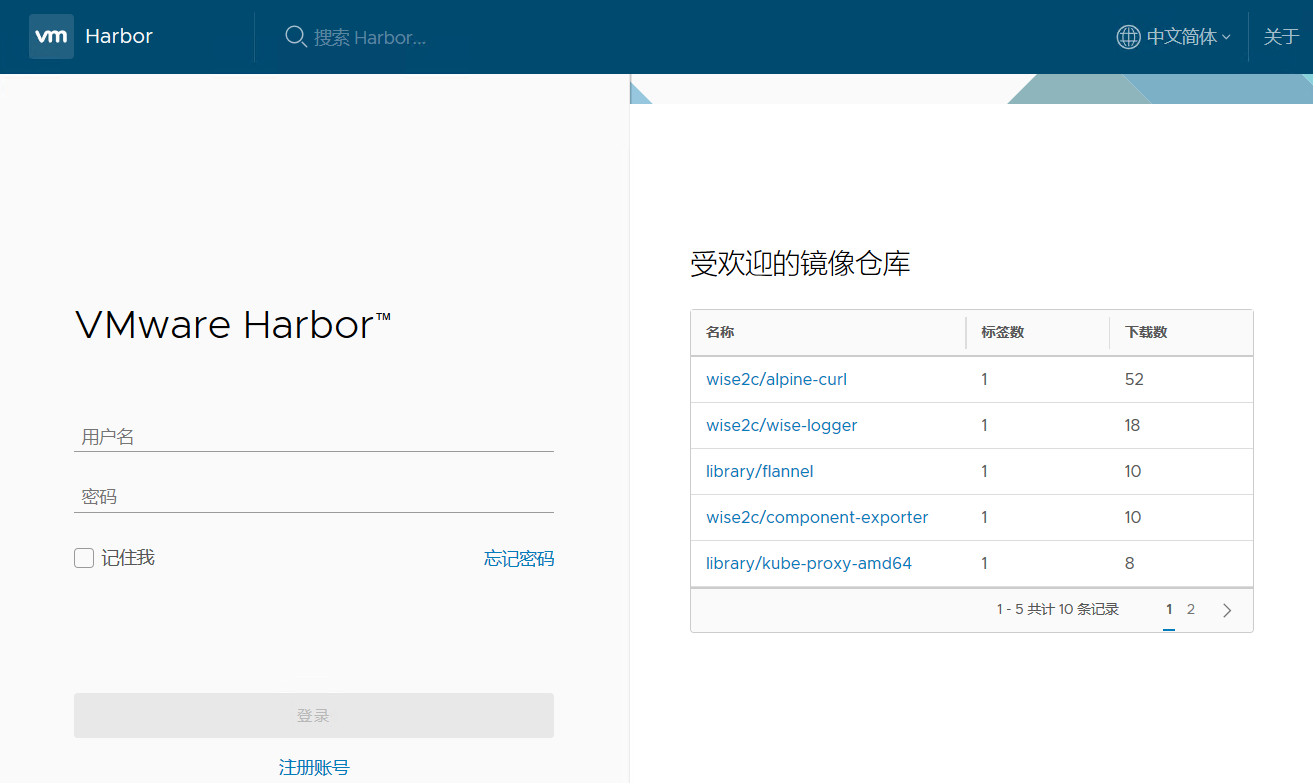 vm Harbor 搜索 Harbor... 中文简体 关于
VMware Harbor™
用户名
密码
记住我 忘记密码
登录
注册账号
受欢迎的镜像仓库
名称 标签数 下载数
wise2c/alpine-curl 1 52
wise2c/wise-logger 1 18
library/flannel 1 10
wise2c/component-exporter 1 10
library/kube-proxy-amd64 1 8
1 - 5 共计 10 条记录 1 2